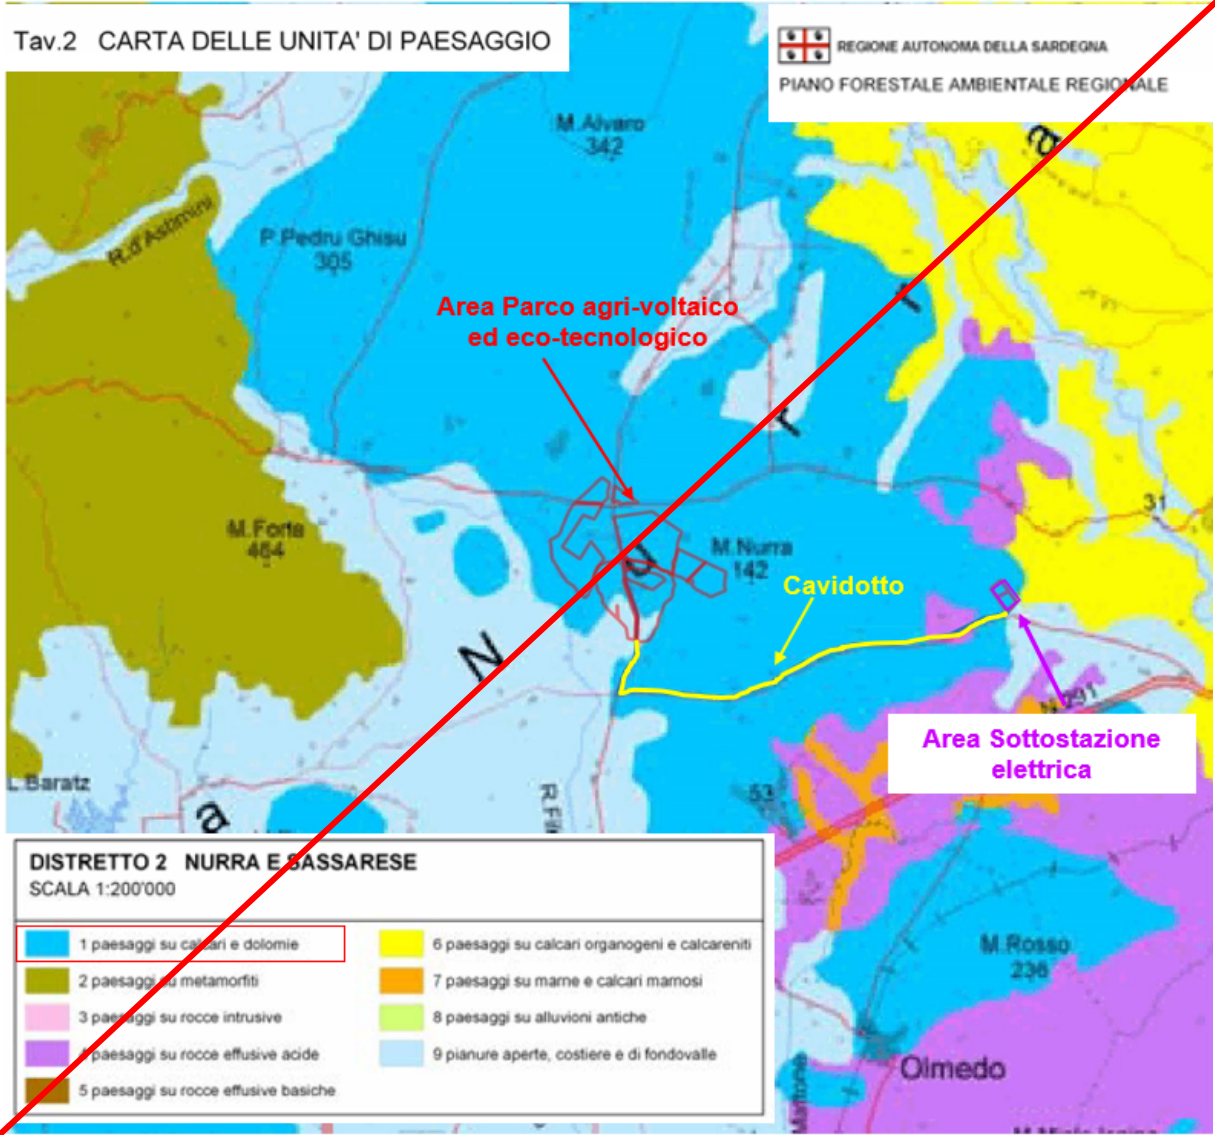 Tav.2 CARTA DELLE UNITA' DI PAESAGGIO
REGIONE AUTONOMA DELLA SARDEGNA
PIANO FORESTALE AMBIENTALE REGIONALE
M.Alvaro
342
a
R.d'Astimini
P.Pedru Ghisu
305
Area Parco agri-voltaico
ed eco-tecnologico
r
r
31
M.Forte
464
u
M.Nurra
142
Cavidotto
N
N.291
Area Sottostazione
elettrica
L.Baratz
53
a
DISTRETTO 2 NURRA E SASSARESE
SCALA 1:200'000
1 paesaggi su calcari e dolomie
2 paesaggi su metamorfiti
3 paesaggi su rocce intrusive
4 paesaggi su rocce effusive acide
5 paesaggi su rocce effusive basiche
6 paesaggi su calcari organogeni e calcareniti
7 paesaggi su marne e calcari marnosi
8 paesaggi su alluvioni antiche
9 pianure aperte, costiere e di fondovalle
M.Rosso
236
Olmedo